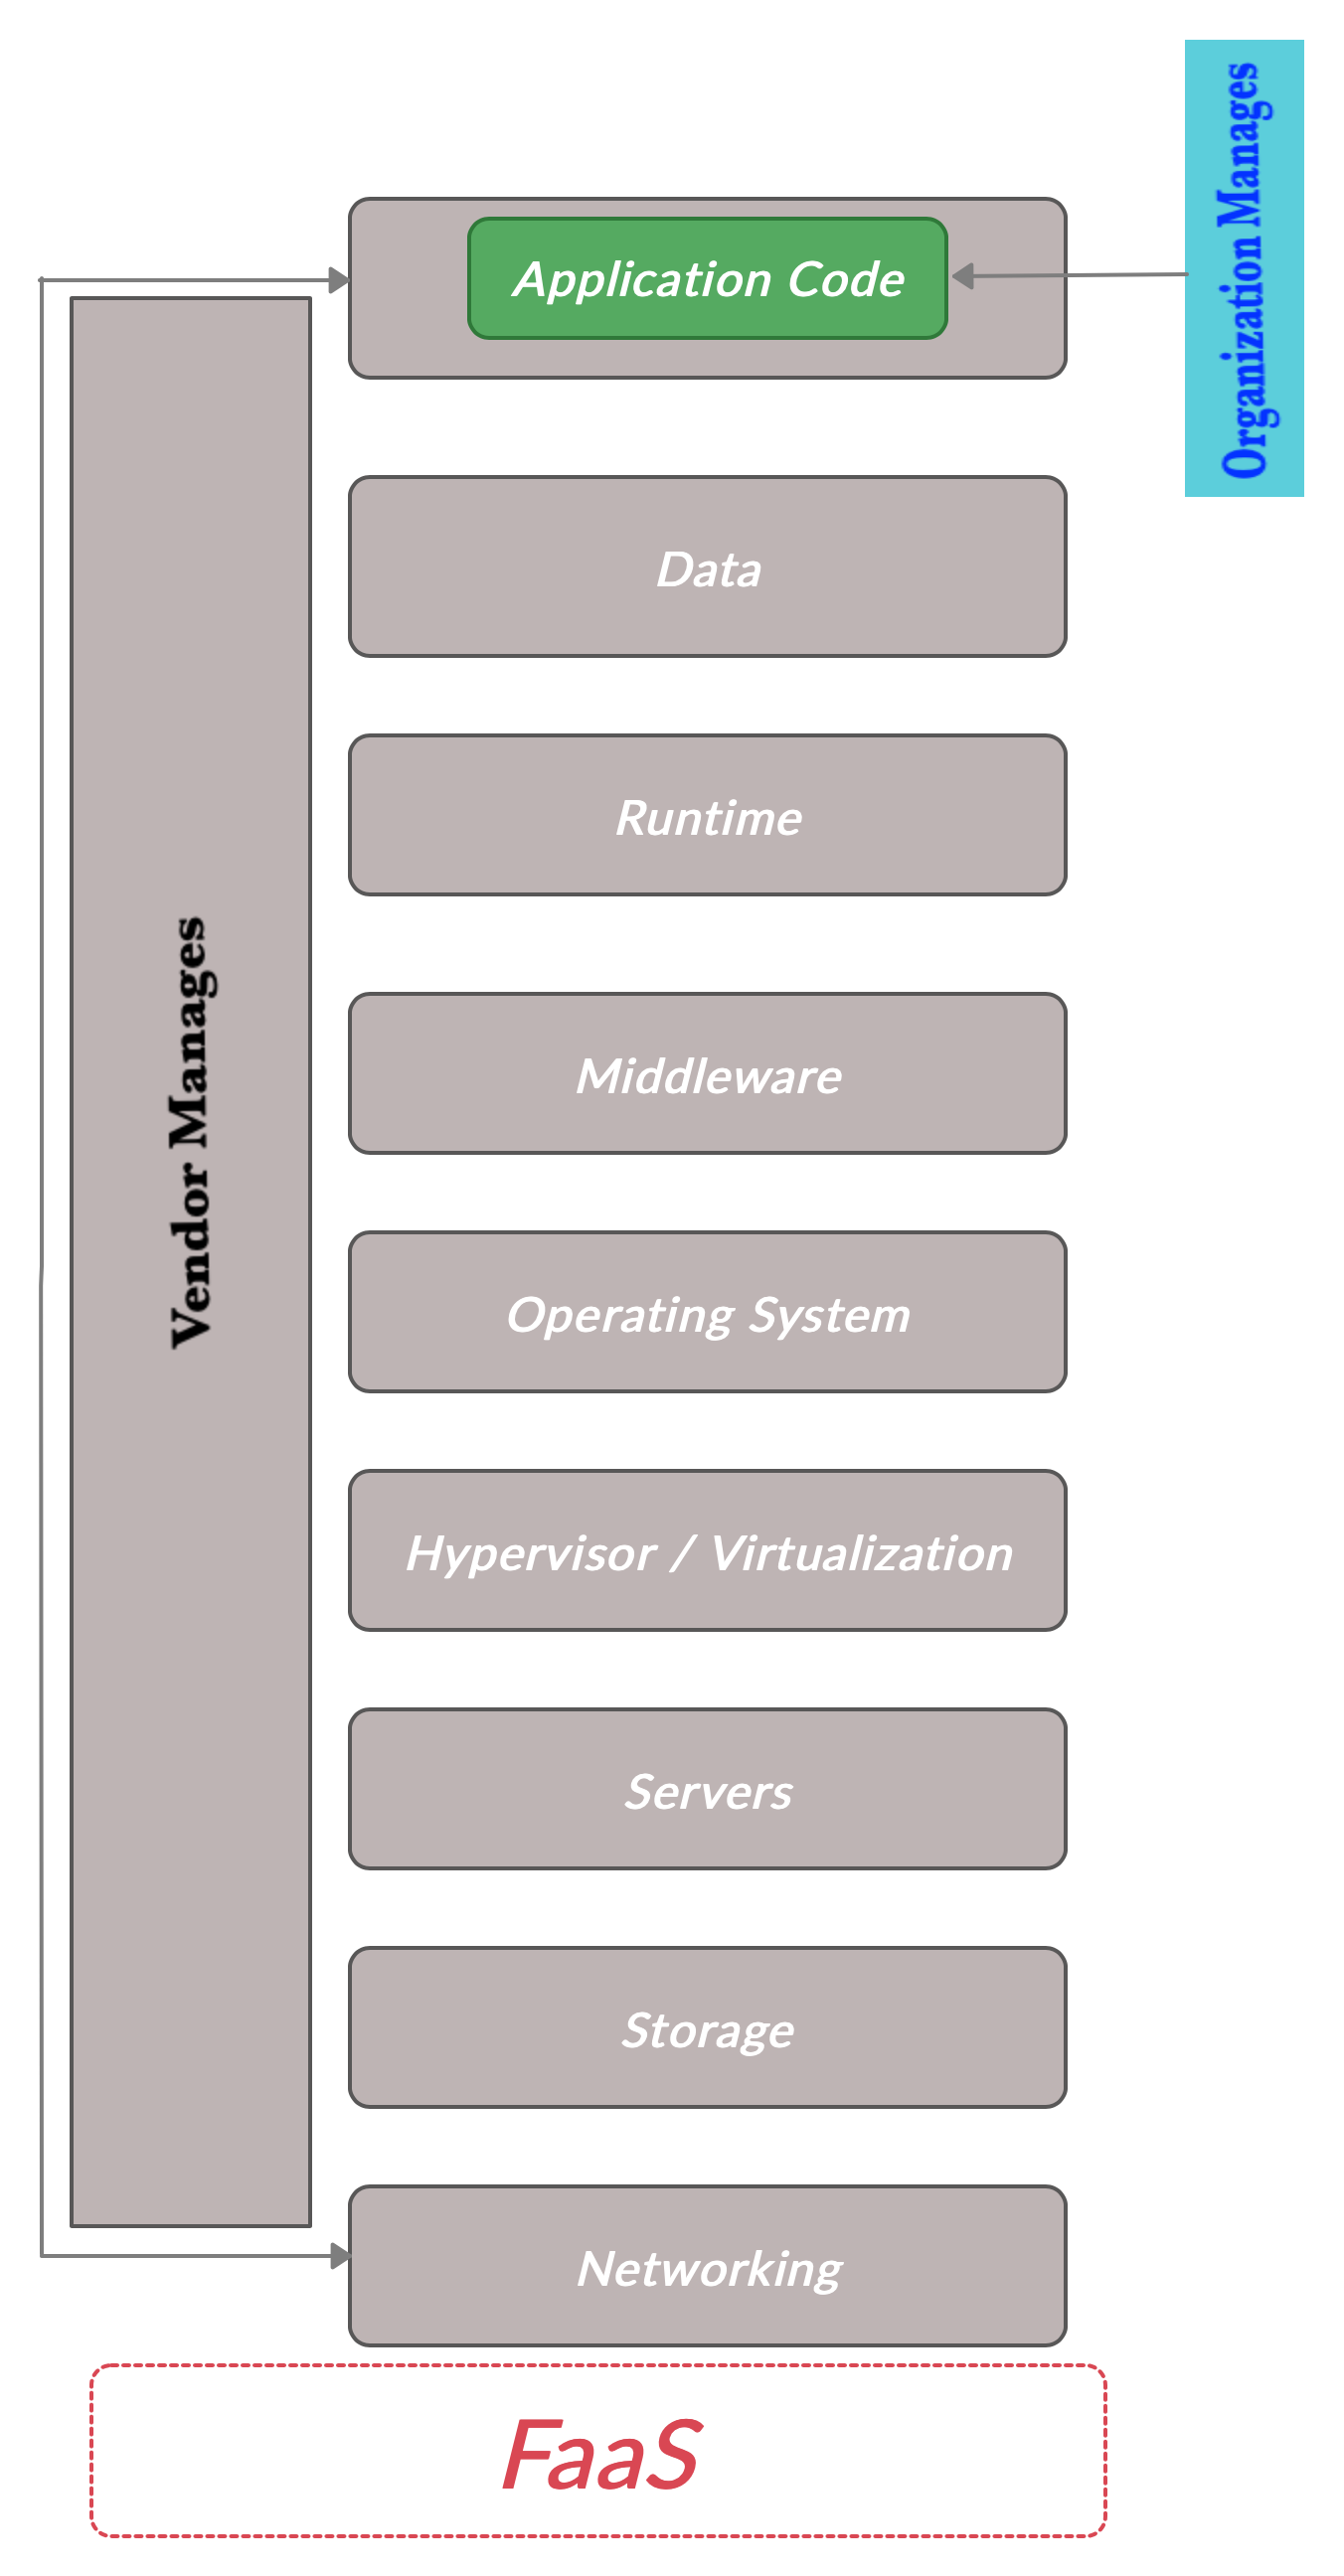 Organization Manages
Application Code
Data
Runtime
Vendor Manages
Middleware
Operating System
Hypervisor / Virtualization
Servers
Storage
Networking
FaaS